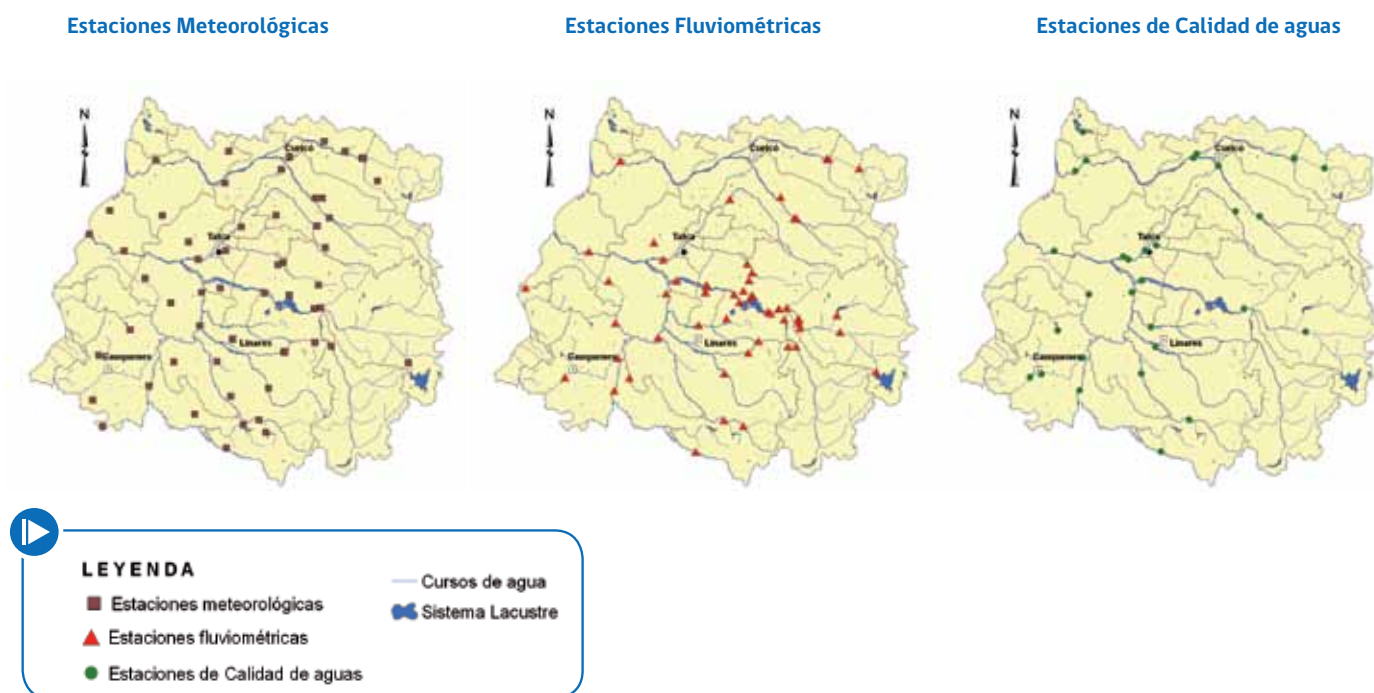 Estaciones Meteorológicas
Estaciones Fluviométricas
Estaciones de Calidad de aguas
N
Curicó
Talca
Linares
Cauquenes
N
Curicó
Talca
Linares
Cauquenes
N
Curicó
Talca
Linares
Cauquenes
LEYENDA
Estaciones meteorológicas
Estaciones fluviométricas
Estaciones de Calidad de aguas
Cursos de agua
Sistema Lacustre